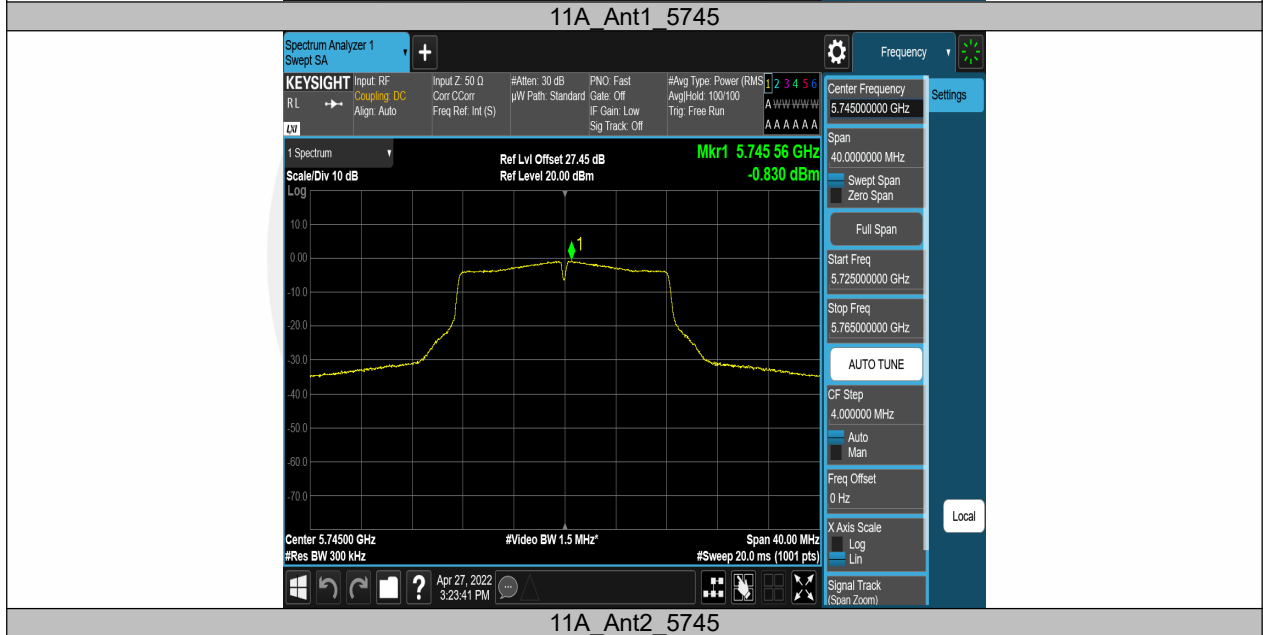 11A_Ant1_5745
Spectrum Analyzer 1
Swept SA
Frequency
KEYSIGHT Input: RF Input Z: 50 Ω #Atten: 30 dB PNO: Fast #Avg Type: Power (RMS 1 2 3 4 5 6
RL Coupling: DC Corr CCorr µW Path: Standard Gate: Off Avg|Hold: 100/100 A W W W W W
Align: Auto Freq Ref: Int (S) IF Gain: Low Trig: Free Run
LXI Sig Track: Off A A A A A A
Center Frequency
5.745000000 GHz
Settings
1 Spectrum
Ref Lvl Offset 27.45 dB
Mkr1 5.745 56 GHz
Scale/Div 10 dB
Ref Level 20.00 dBm
-0.830 dBm
Log
10.0
0.00
-10.0
-20.0
-30.0
-40.0
-50.0
-60.0
-70.0
1
Center 5.74500 GHz #Video BW 1.5 MHz* Span 40.00 MHz
#Res BW 300 kHz #Sweep 20.0 ms (1001 pts)
Span
40.0000000 MHz
Swept Span
Zero Span
Full Span
Start Freq
5.725000000 GHz
Stop Freq
5.765000000 GHz
AUTO TUNE
CF Step
4.000000 MHz
Auto
Man
Freq Offset
0 Hz
X Axis Scale
Log
Lin
Signal Track
(Span Zoom)
Local
? Apr 27, 2022
3:23:41 PM
11A_Ant2_5745